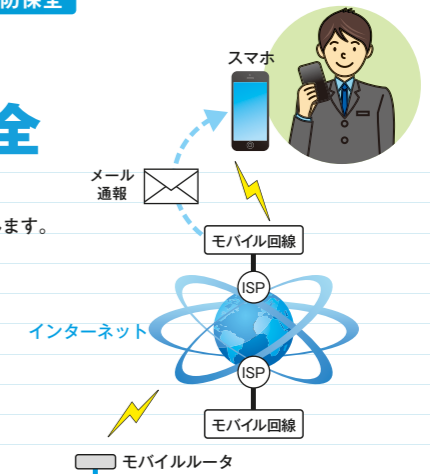 防保全
全
ます。
スマホ
メール
通報
モバイル回線
ISP
インターネット
ISP
モバイル回線
モバイルルータ